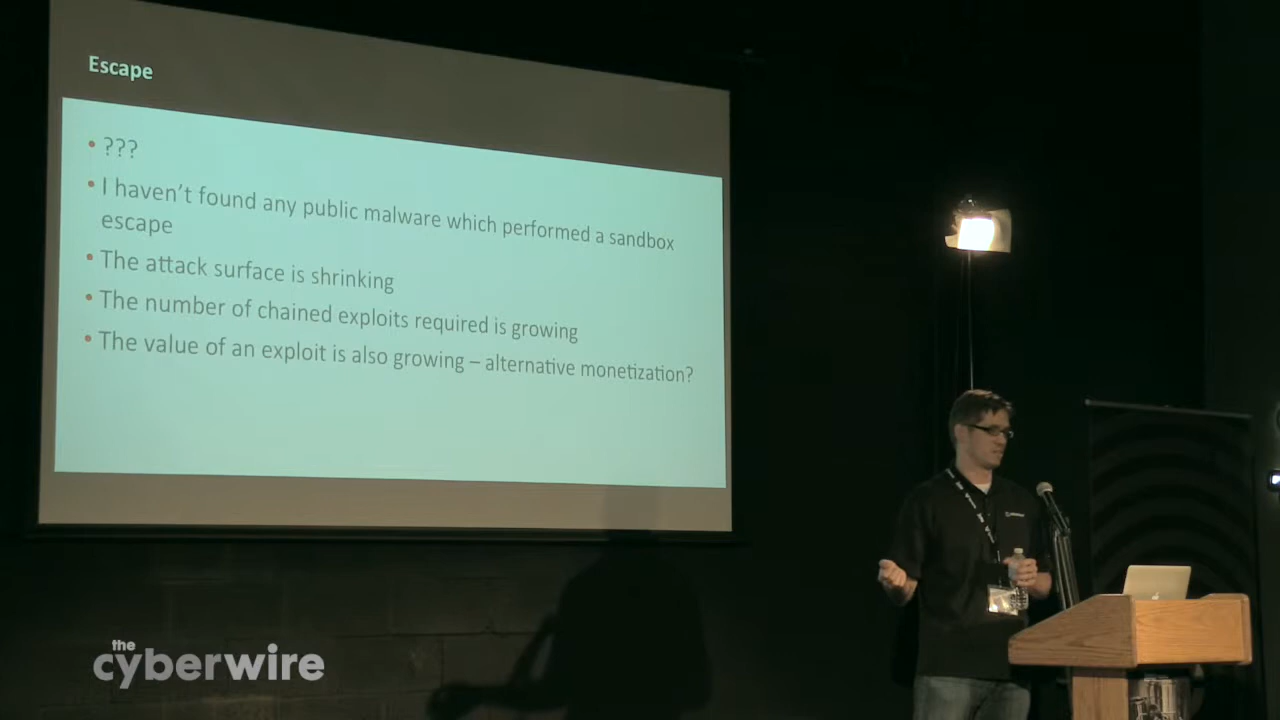 Escape
• ???
• I haven't found any public malware which performed a sandbox
escape
• The attack surface is shrinking
• The number of chained exploits required is growing
• The value of an exploit is also growing – alternative monetization?
the
cyberwire